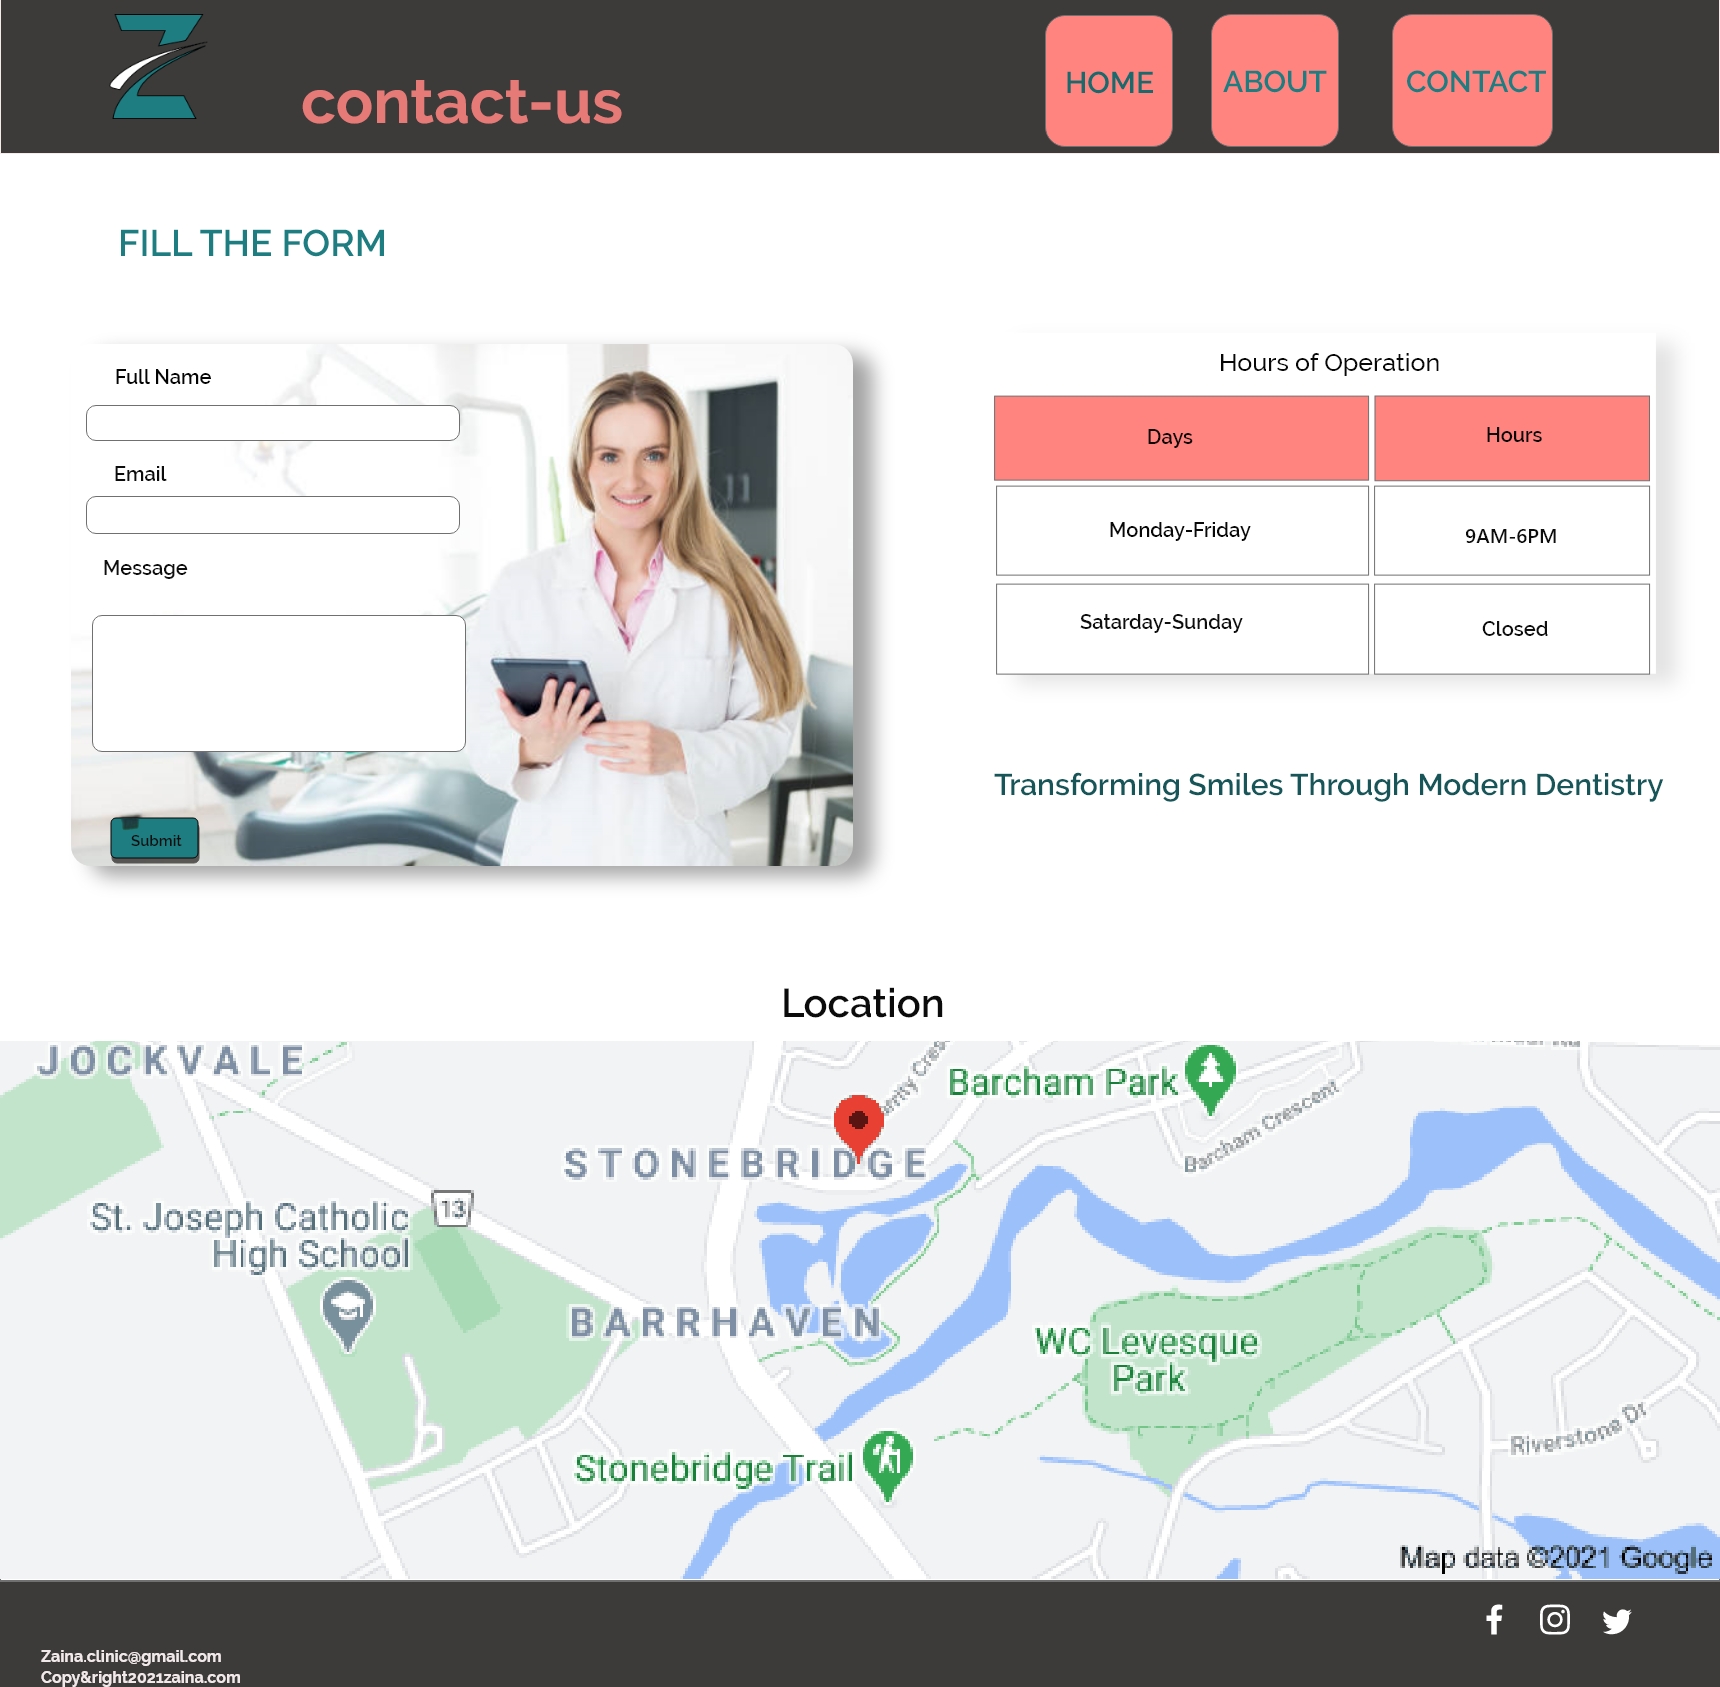 Z
contact-us
HOME
ABOUT
CONTACT
FILL THE FORM
Full Name
Email
Message
Submit
Hours of Operation
Days
Hours
Monday-Friday
9AM-6PM
Satarday-Sunday
Closed
Transforming Smiles Through Modern Dentistry
Location
JOCKVALE
Barcham Park
Barcham Crescent
STONEBRIDGE
St. Joseph Catholic
High School
13
BARRHAVEN
WC Levesque
Park
Riverstone Dr
Stonebridge Trail
Map data ©2021 Google
Zaina.clinic@gmail.com
Copy&right2021zaina.com